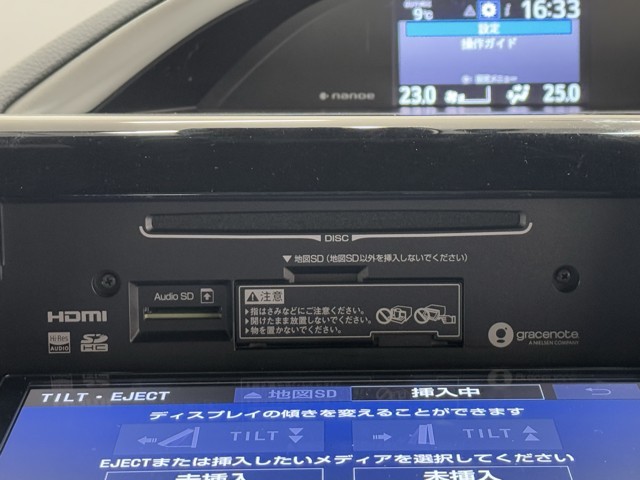 9℃
i
16:33
設定
操作ガイド
nanoe
23.0
25.0
DISC
▼地図SD（地図SD以外を挿入しないでください）
Audio SD
⚠注意
▶指はさみなどにご注意ください。
▶開けたまま放置しないでください。
▶物を置かないでください。
HDMI
Hi-Res
AUDIO
SD
HC
gracenote
A NIELSEN COMPANY
TILT・EJECT
地図SD
挿入中
ディスプレイの傾きを変えることができます
TILT
TILT
EJECTまたは挿入したいメディアを選択してください
未挿入
未挿入